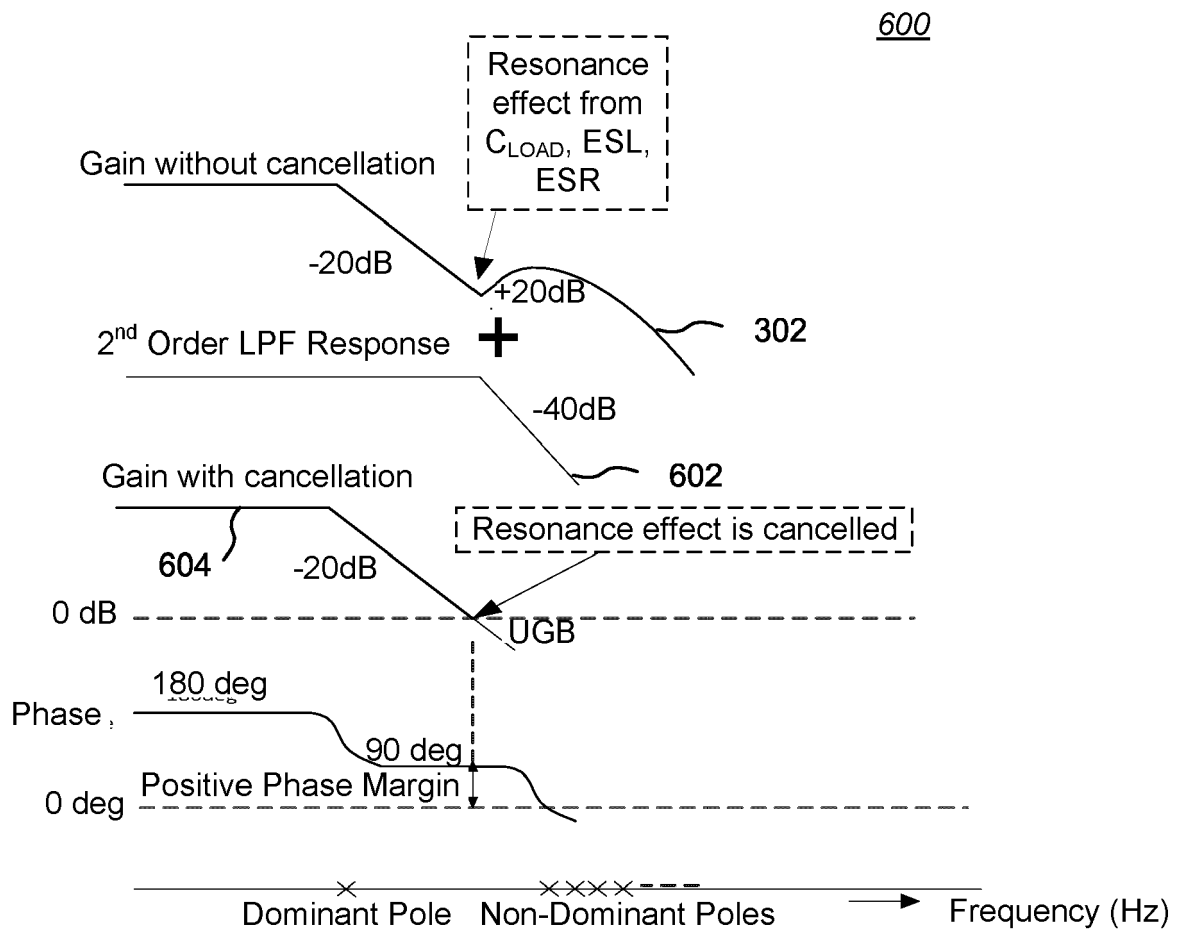 600
Resonance
effect from
C_LOAD, ESL,
ESR
Gain without cancellation
-20dB
+20dB
+
302
2nd Order LPF Response
-40dB
602
Gain with cancellation
Resonance effect is cancelled
604
-20dB
0 dB
UGB
180 deg
Phase
90 deg
Positive Phase Margin
0 deg
Dominant Pole
Non-Dominant Poles
Frequency (Hz)